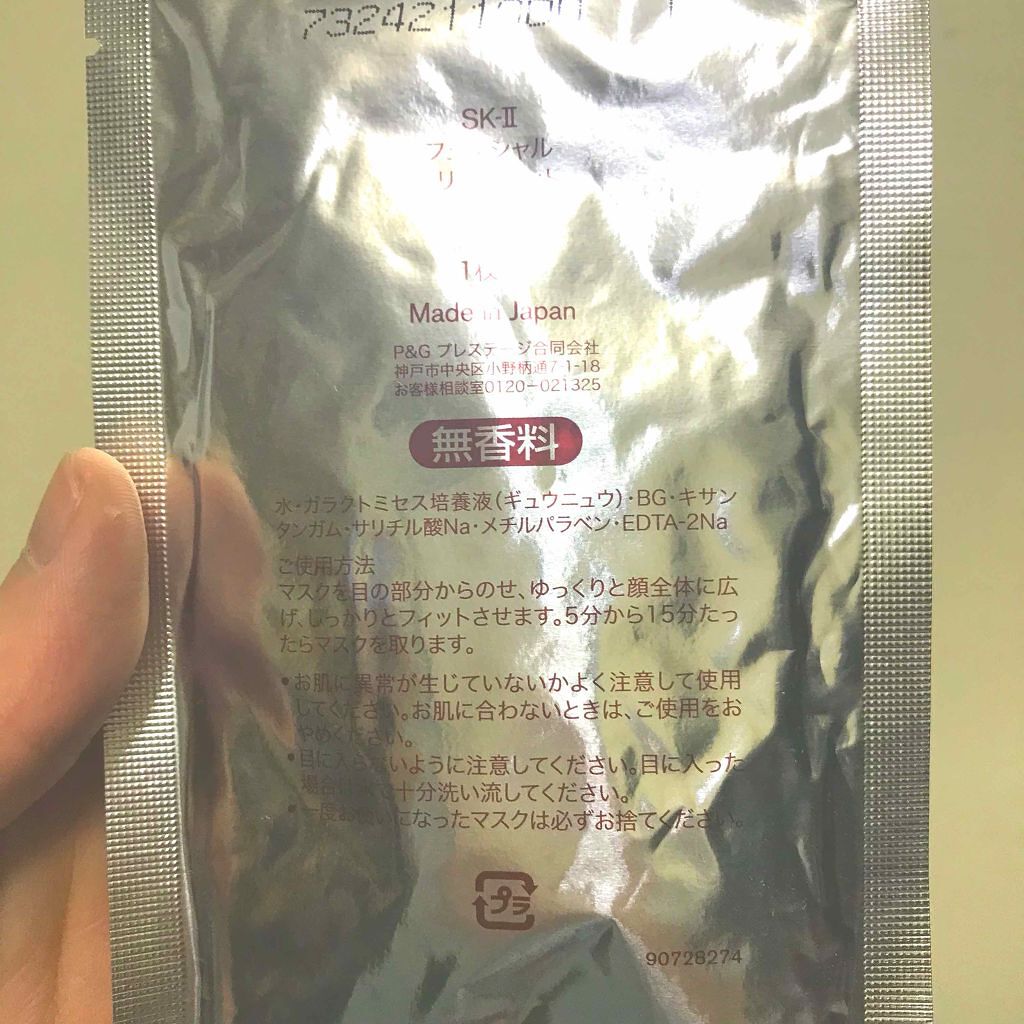 SK-II
1枚
Made in Japan
P&G プレステージ合同会社
神戸市中央区小野柄通7-1-18
お客様相談室0120-021325
無香料
水・ガラクトミセス培養液(ギュウニュウ)・BG・キサン
タンガム・サリチル酸Na・メチルパラベン・EDTA-2Na
ご使用方法
マスクを目の部分からのせ、ゆっくりと顔全体に広
げ、しっかりとフィットさせます。5分から15分たっ
たらマスクを取ります。
•お肌に異常が生じていないかよく注意して使用
してください。お肌に合わないときは、ご使用をお
やめください。
•目に入らないように注意してください。目に入った
場合は水で十分洗い流してください。
•一度お使いになったマスクは必ずお捨てください。
プラ
90728274